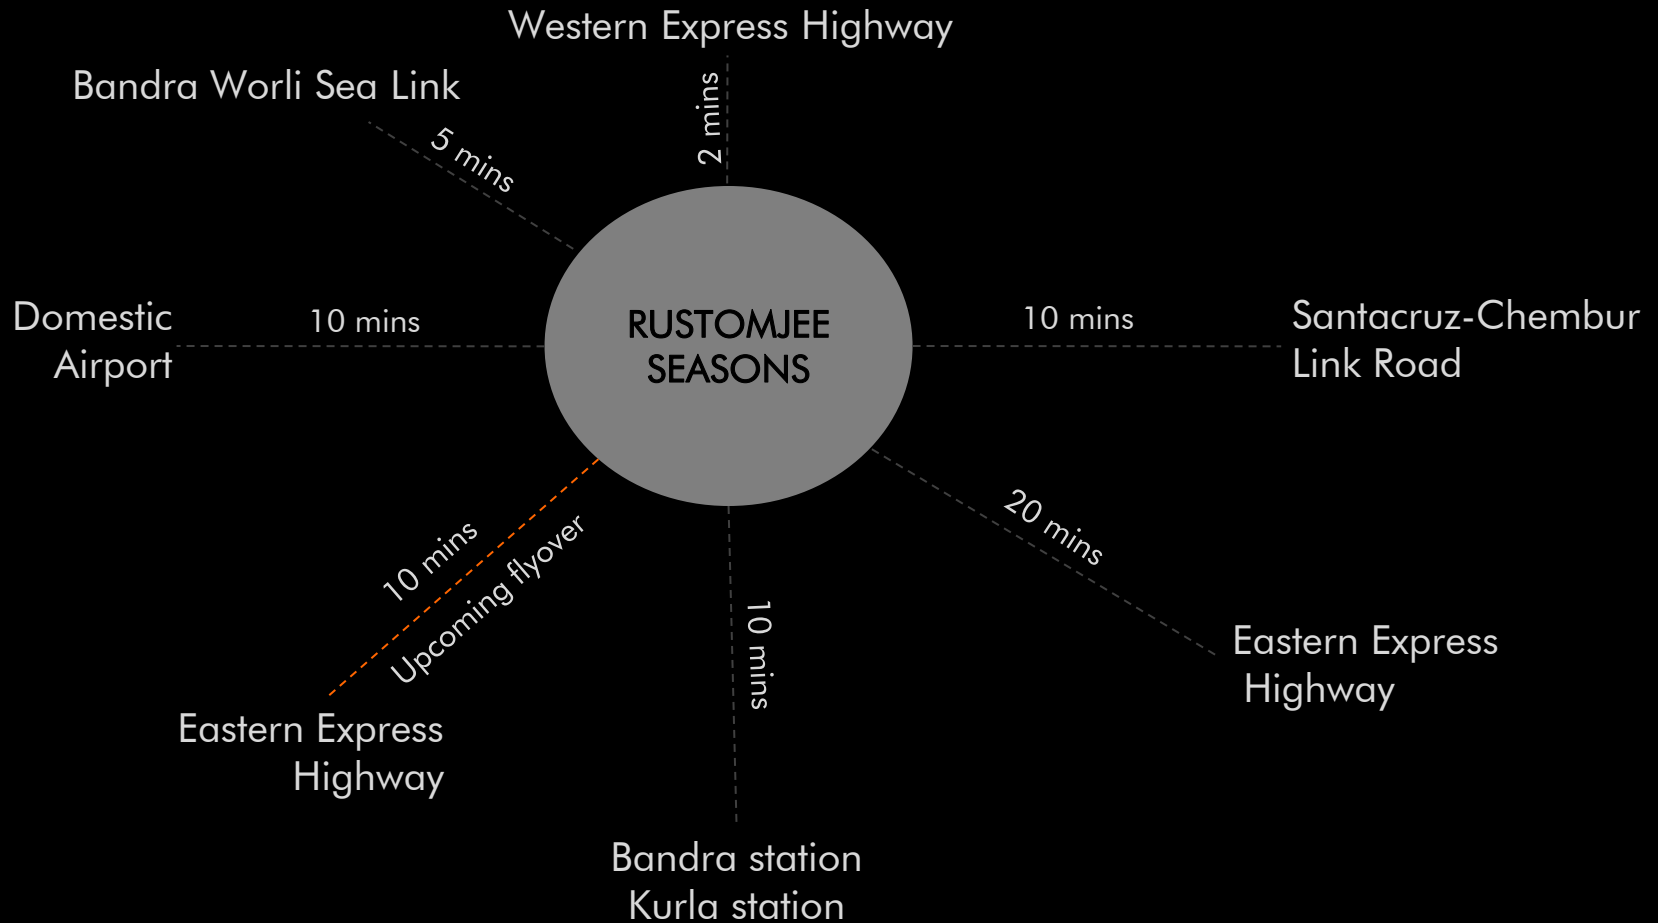 Western Express Highway
2 mins
Bandra Worli Sea Link
5 mins
Domestic
Airport
10 mins
RUSTOMJEE
SEASONS
10 mins
Santacruz-Chembur
Link Road
10 mins
Upcoming flyover
Eastern Express
Highway
10 mins
Bandra station
Kurla station
20 mins
Eastern Express
Highway